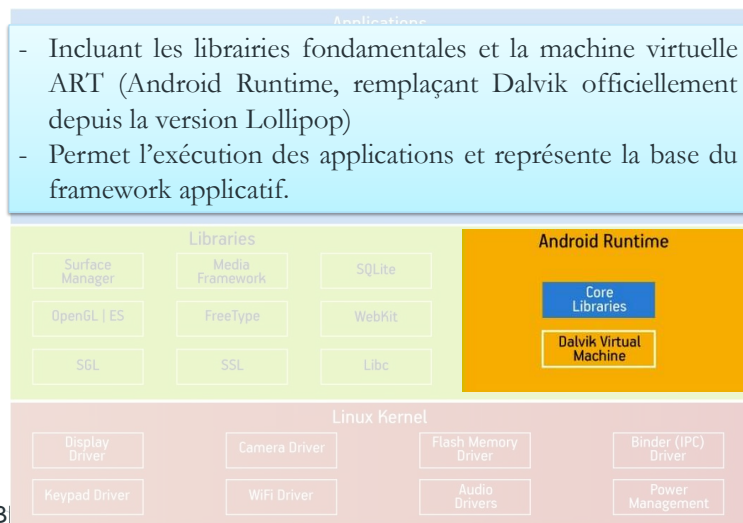 Applications
- Incluant les librairies fondamentales et la machine virtuelle
ART (Android Runtime, remplaçant Dalvik officiellement
depuis la version Lollipop)
- Permet l’exécution des applications et représente la base du
framework applicatif.
Libraries
Surface
Manager
Media
Framework
SQLite
OpenGL | ES
FreeType
WebKit
SGL
SSL
Libc
Android Runtime
Core
Libraries
Dalvik Virtual
Machine
Linux Kernel
Display
Driver
Camera Driver
Flash Memory
Driver
Binder (IPC)
Driver
Keypad Driver
WiFi Driver
Audio
Drivers
Power
Management